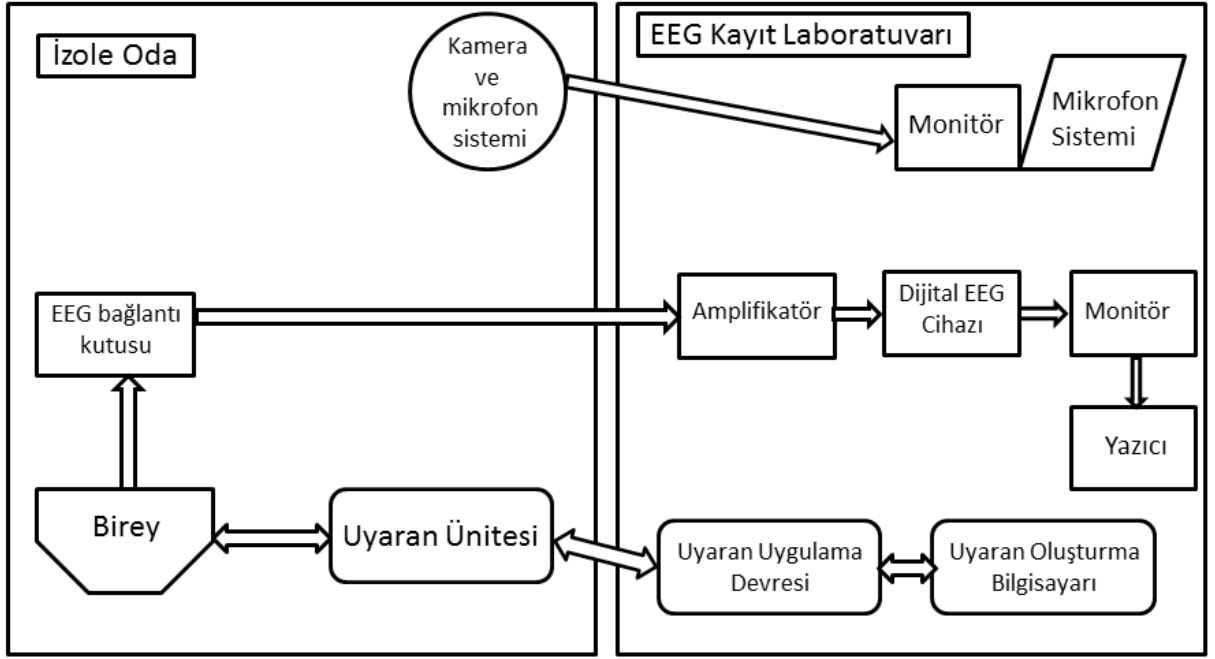 İzole Oda
Kamera
ve
mikrofon
sistemi
EEG Kayıt Laboratuvarı
Monitör
Mikrofon
Sistemi
EEG bağlantı
kutusu
Amplifikatör
Dijital EEG
Cihazı
Monitör
Yazıcı
Birey
Uyaran Ünitesi
Uyaran Uygulama
Devresi
Uyaran Oluşturma
Bilgisayarı